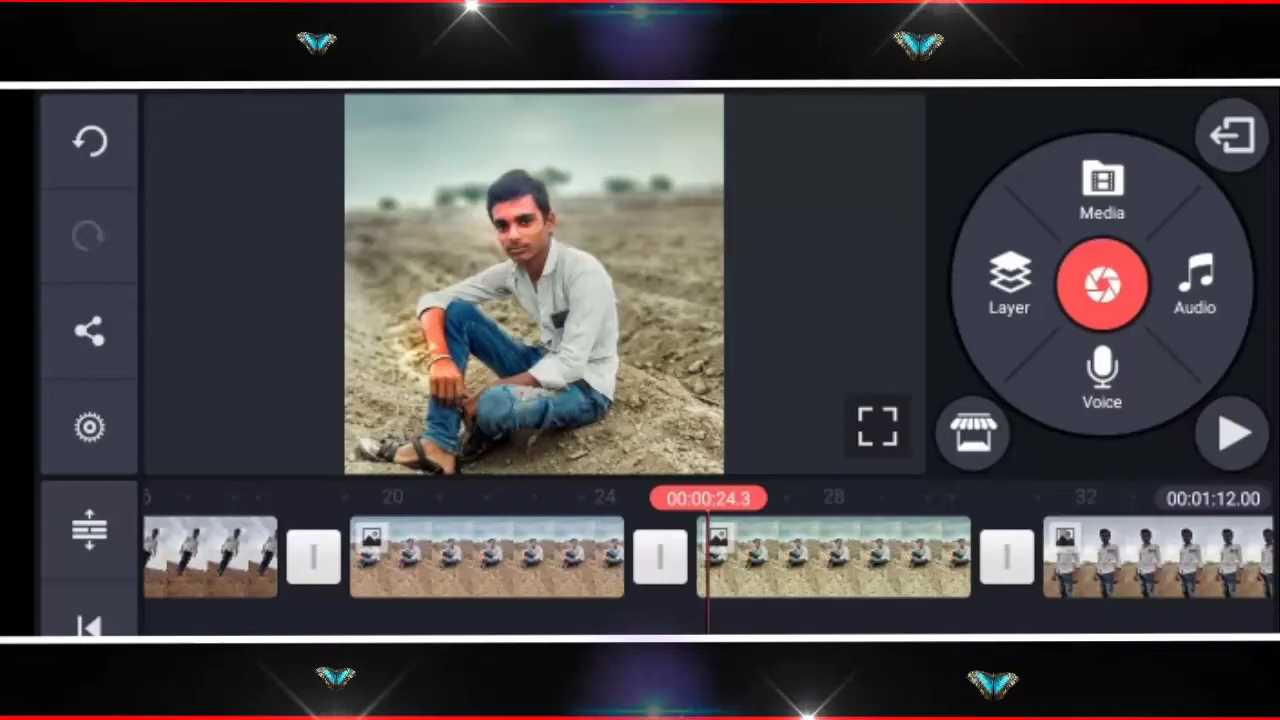 Media
Layer
Audio
Voice
20
24
00:00:24.3
28
32
00:01:12.00